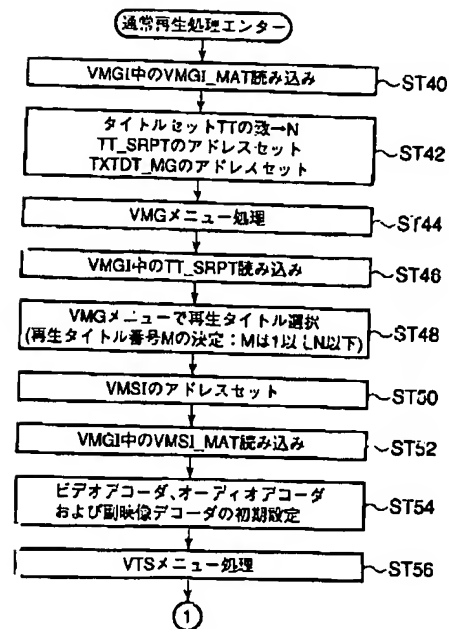 通常再生処理エンター
VMGI中のVMGI_MAT読み込み
ST40
タイトルセットTTの数→N
TT_SRPTのアドレスセット
TXTDT_MGのアドレスセット
ST42
VMGメニュー処理
ST44
VMGI中のTT_SRPT読み込み
ST46
VMGメニューで再生タイトル選択
(再生タイトル番号Mの決定：Mは1以上N以下)
ST48
VMSIのアドレスセット
ST50
VMGI中のVMSI_MAT読み込み
ST52
ビデオアコーダ、オーディオアコーダ
および副映像デコーダの初期設定
ST54
VTSメニュー処理
ST56
1